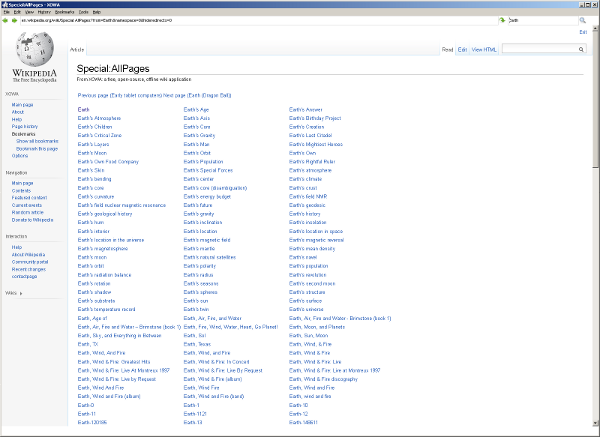 Special:AllPages - XOWA
File Edit View History Bookmarks Tools Help
en.wikipedia.org/wiki/Special:AllPages?from=Earth&namespace=0&hideredirects=0
Earth
Exit
WIKIPEDIA
The Free Encyclopedia
Article
Read Edit View HTML
Special:AllPages
From XOWA: a free, open-source, offline wiki application
Previous page (Early tablet computers) Next page (Earth (Dragon Ball))
XOWA
Main page
About
Help
Page history
Bookmarks
Show all bookmarks
Bookmark this page
Options
Navigation
Main page
Contents
Featured content
Current events
Random article
Donate to Wikipedia
Interaction
Help
About Wikipedia
Community portal
Recent changes
contactpage
Wikis
Earth Earth's Age Earth's Answer
Earth's Atmosphere Earth's Axis Earth's Birthday Project
Earth's Children Earth's Core Earth's Creation
Earth's Critical Zone Earth's Gravity Earth's Last Citadel
Earth's Layers Earth's Mae Earth's Mightiest Heroes
Earth's Moon Earth's Orbit Earth's Own
Earth's Own Food Company Earth's Population Earth's Rightful Ruler
Earth's Skin Earth's Special Forces Earth's atmosphere
Earth's bending Earth's center Earth's climate
Earth's core Earth's core (disambiguation) Earth's crust
Earth's curvature Earth's energy budget Earth's field NMR
Earth's field nuclear magnetic resonance Earth's future Earth's geodesic
Earth's geological history Earth's gravity Earth's history
Earth's hum Earth's inclination Earth's insolation
Earth's interior Earth's location Earth's location in space
Earth's location in the universe Earth's magnetic field Earth's magnetic reversal
Earth's magnetosphere Earth's mantle Earth's moon
Earth's moon Earth's natural satellites Earth's navel
Earth's orbit Earth's polarity Earth's population
Earth's radiation balance Earth's radius Earth's revolution
Earth's rotation Earth's seasons Earth's second moon
Earth's shadow Earth's spheres Earth's structure
Earth's substrate Earth's sun Earth's surface
Earth's temperature record Earth's twin Earth's universe
Earth, Age of Earth, Air, Fire, and Water Earth, Air, Fire and Water - Brimstone (book 1)
Earth, Air, Fire and Water - Brimstone (book 1) Earth, Fire, Wind, Water, Heart, Go Planet! Earth, Moon, and Planets
Earth, Sky, and Everything in Between Earth, Sol Earth, Sun, Moon
Earth, TX Earth, Texas Earth, Wind, & Fire
Earth, Wind, And Fire Earth, Wind, and Fire Earth, Wind & Fire
Earth, Wind & Fire: Greatest Hits Earth, Wind & Fire: In Concert Earth, Wind & Fire: Live
Earth, Wind & Fire: Live At Montreux 1997 Earth, Wind & Fire: Live By Request Earth, Wind & Fire: Live at Montreux 1997
Earth, Wind & Fire: Live by Request Earth, Wind & Fire (album) Earth, Wind & Fire discography
Earth, Wind And Fire Earth, Wind Fire Earth, Wind and Fire
Earth, Wind and Fire (album) Earth, Wind and Fire (band) Earth, wind and fire
Earth-0 Earth-1 Earth-10
Earth-11 Earth-1121 Earth-12
Earth-120185 Earth-13 Earth-148611